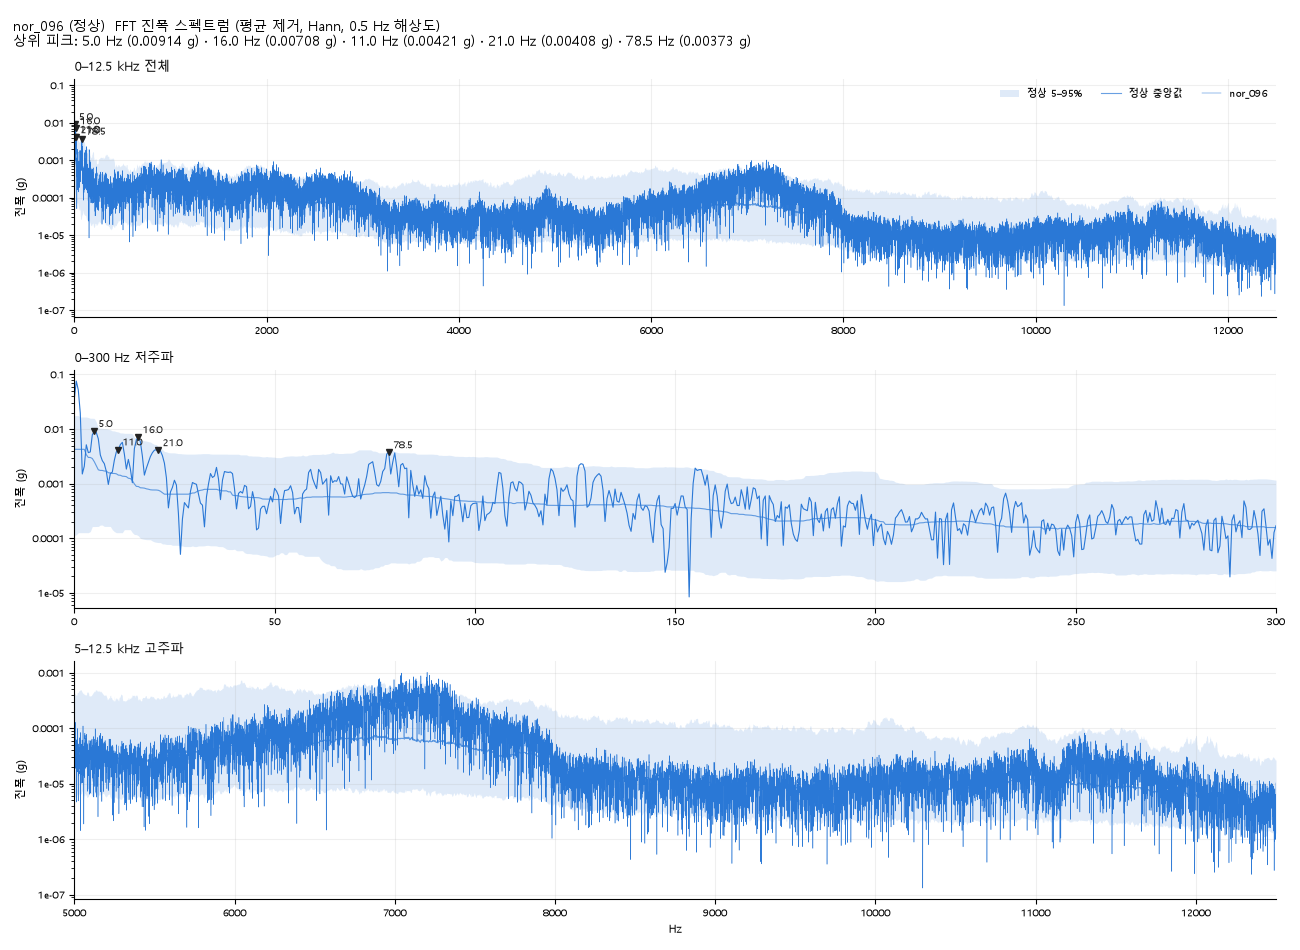 nor_096 (정상)  FFT 진폭 스펙트럼 (평균 제거, Hann, 0.5 Hz 해상도)
상위 피크: 5.0 Hz (0.00914 g) · 16.0 Hz (0.00708 g) · 11.0 Hz (0.00421 g) · 21.0 Hz (0.00408 g) · 78.5 Hz (0.00373 g)
0–12.5 kHz 전체
정상 5–95%
정상 중앙값
nor_096
진폭 (g)
0.1
0.01
0.001
0.0001
1e-05
1e-06
1e-07
5.0
16.0
78.5
0 2000 4000 6000 8000 10000 12000
0–300 Hz 저주파
진폭 (g)
0.1
0.01
0.001
0.0001
1e-05
5.0
11.0
16.0
21.0
78.5
0 50 100 150 200 250 300
5–12.5 kHz 고주파
진폭 (g)
0.001
0.0001
1e-05
1e-06
1e-07
5000 6000 7000 8000 9000 10000 11000 12000
Hz